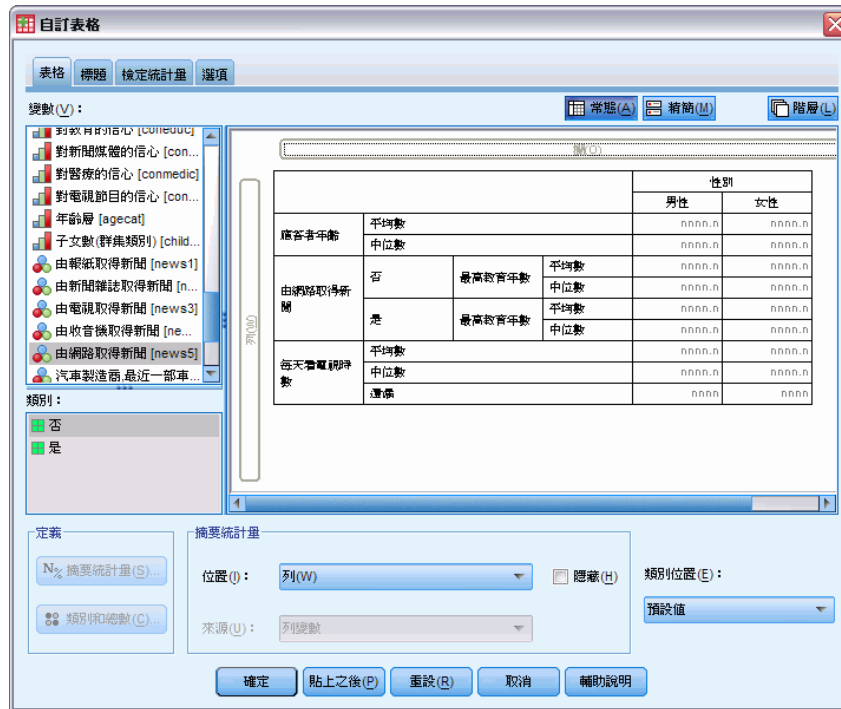 自訂表格
表格 標題 檢定統計量 選項
變數(V)：
常態(A) 精簡(M) 階層(L)
對教育的信心 [coneduc]
對新聞媒體的信心 [con...
對醫療的信心 [conmedic]
對電視節目的信心 [con...
年齡層 [agecat]
子女數(群集類別) [child...
由報紙取得新聞 [news1]
由新聞雜誌取得新聞 [n...
由電視取得新聞 [news3]
由收音機取得新聞 [ne...
由網路取得新聞 [news5]
汽車製造商,最近一部車...
類別：
否
是
欄(O)
列(W)
性別
男性 女性
應答者年齡 平均數 nnnn.n nnnn.n
中位數 nnnn.n nnnn.n
由網路取得新聞 否 最高教育年數 平均數 nnnn.n nnnn.n
中位數 nnnn.n nnnn.n
是 最高教育年數 平均數 nnnn.n nnnn.n
中位數 nnnn.n nnnn.n
每天看電視時數 平均數 nnnn.n nnnn.n
中位數 nnnn.n nnnn.n
遺漏 nnnn nnnn
定義
N% 摘要統計量(S)...
類別和總數(C)...
摘要統計量
位置(I)： 列(W) 隱藏(H)
來源(U)： 列變數
類別位置(E)：
預設值
確定 貼上之後(P) 重設(R) 取消 輔助說明